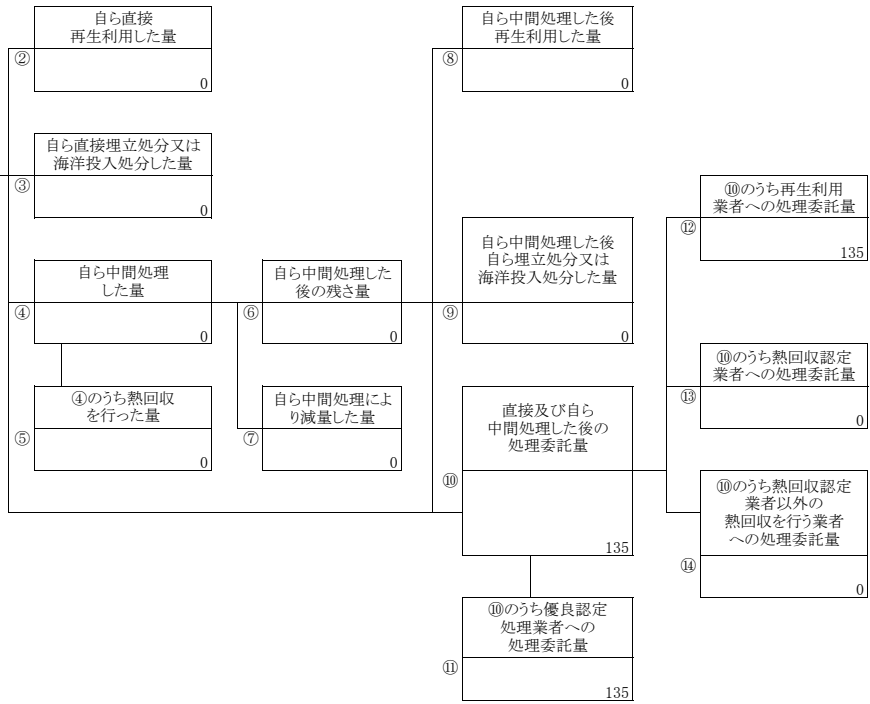 自ら直接
再生利用した量
②
0
自ら直接埋立処分又は
海洋投入処分した量
③
0
自ら中間処理
した量
④
0
④のうち熱回収
を行った量
⑤
0
自ら中間処理した
後の残さ量
⑥
0
自ら中間処理によ
り減量した量
⑦
0
自ら中間処理した後
再生利用した量
⑧
0
自ら中間処理した後
自ら埋立処分又は
海洋投入処分した量
⑨
0
直接及び自ら
中間処理した後の
処理委託量
⑩
135
⑩のうち優良認定
処理業者への
処理委託量
⑪
135
⑩のうち再生利用
業者への処理委託量
⑫
135
⑩のうち熱回収認定
業者への処理委託量
⑬
0
⑩のうち熱回収認定
業者以外の
熱回収を行う業者
への処理委託量
⑭
0